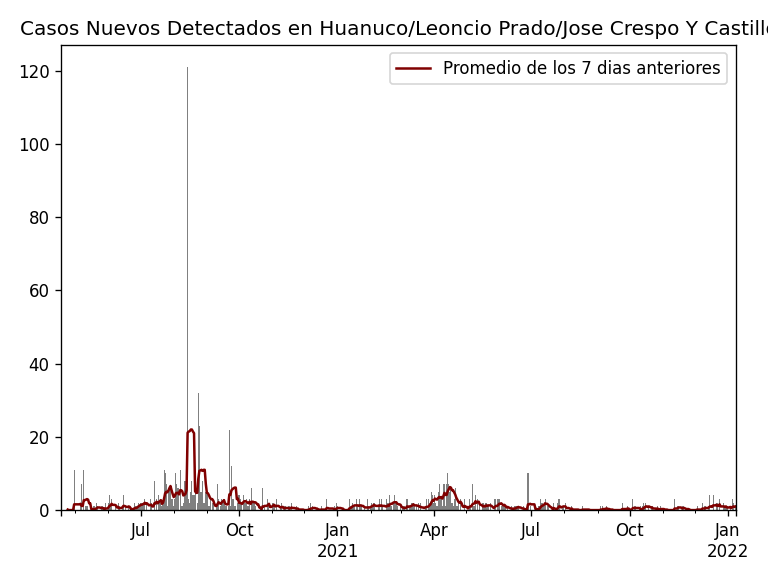 Casos Nuevos Detectados en Huanuco/Leoncio Prado/Jose Crespo Y Castill
Promedio de los 7 dias anteriores
120
100
80
60
40
20
0
Jul Oct Jan Apr Jul Oct Jan
2021 2022